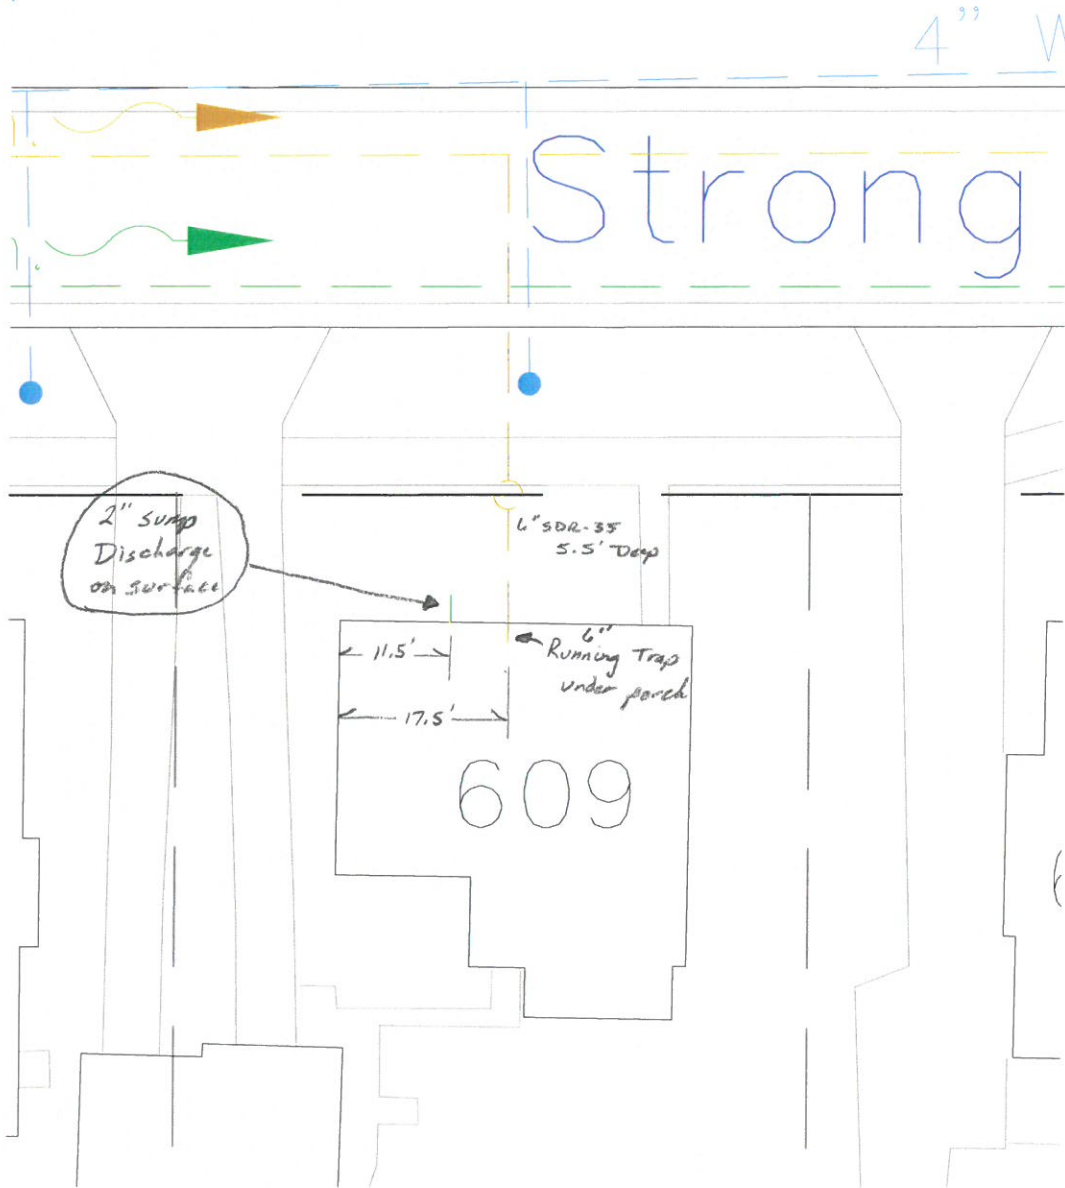 4” W
Strong
2" Sump
Discharge
on surface
6" SDR-35
5.5' Deep
6"
Running Trap
under porch
11.5'
17.5'
609